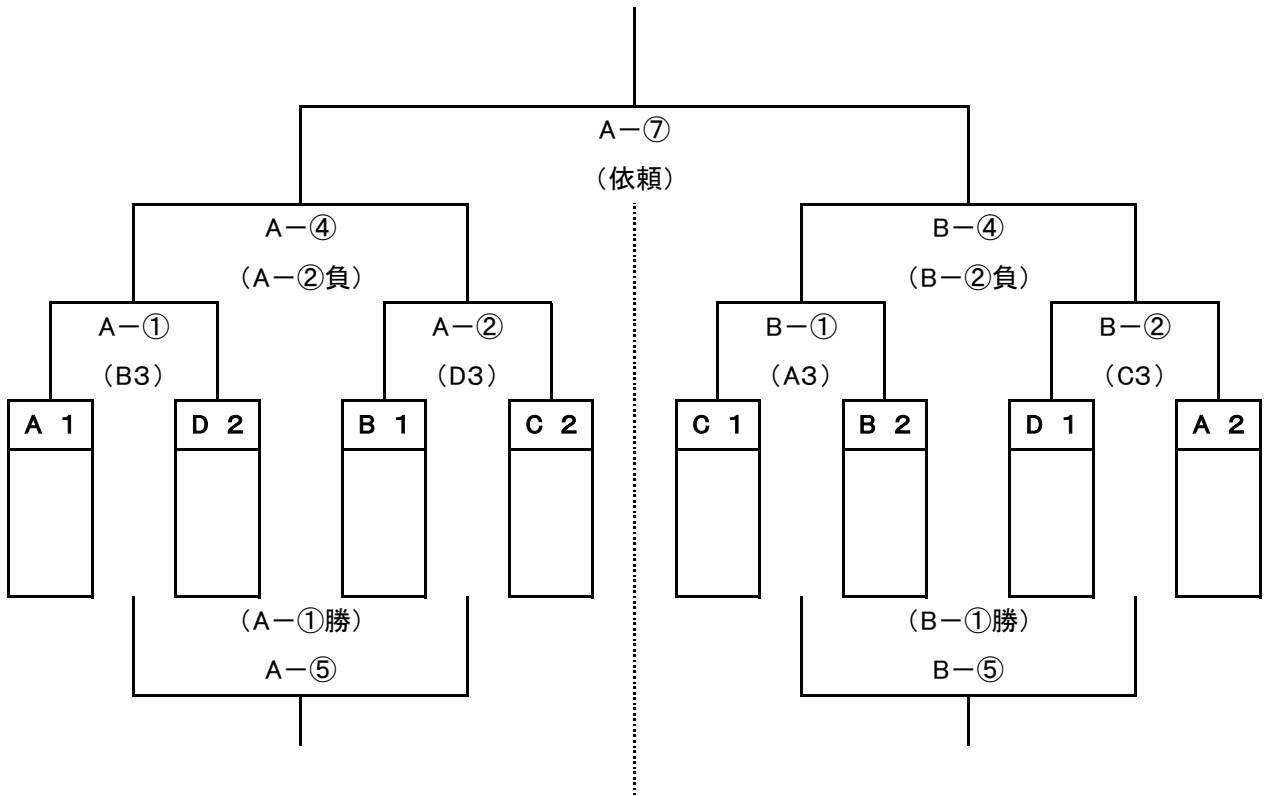 A－⑦
（依頼）
A－④
B－④
（A－②負）
（B－②負）
A－①
A－②
B－①
B－②
（B3）
（D3）
（A3）
（C3）
A 1
D 2
B 1
C 2
C 1
B 2
D 1
A 2
（A－①勝）
（B－①勝）
A－⑤
B－⑤